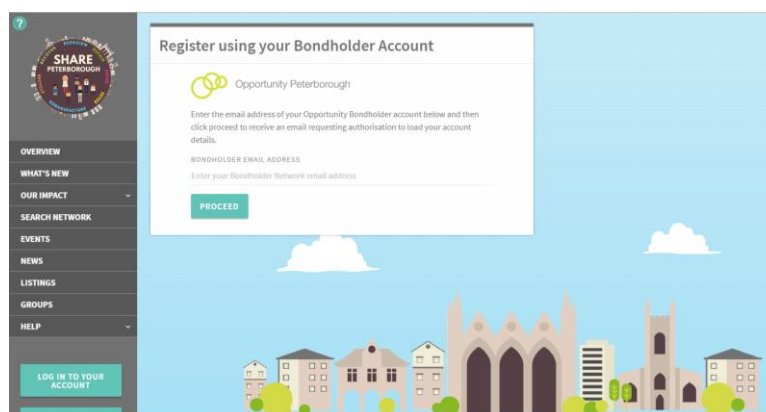 ?
SHARE
PETERBOROUGH
OVERVIEW
WHAT'S NEW
OUR IMPACT
SEARCH NETWORK
EVENTS
NEWS
LISTINGS
GROUPS
HELP
LOG IN TO YOUR
ACCOUNT
Register using your Bondholder Account
Opportunity Peterborough
Enter the email address of your Opportunity Bondholder account below and then
click proceed to receive an email requesting authorisation to load your account
details.
BONDHOLDER EMAIL ADDRESS
Enter your Bondholder Network email address
PROCEED